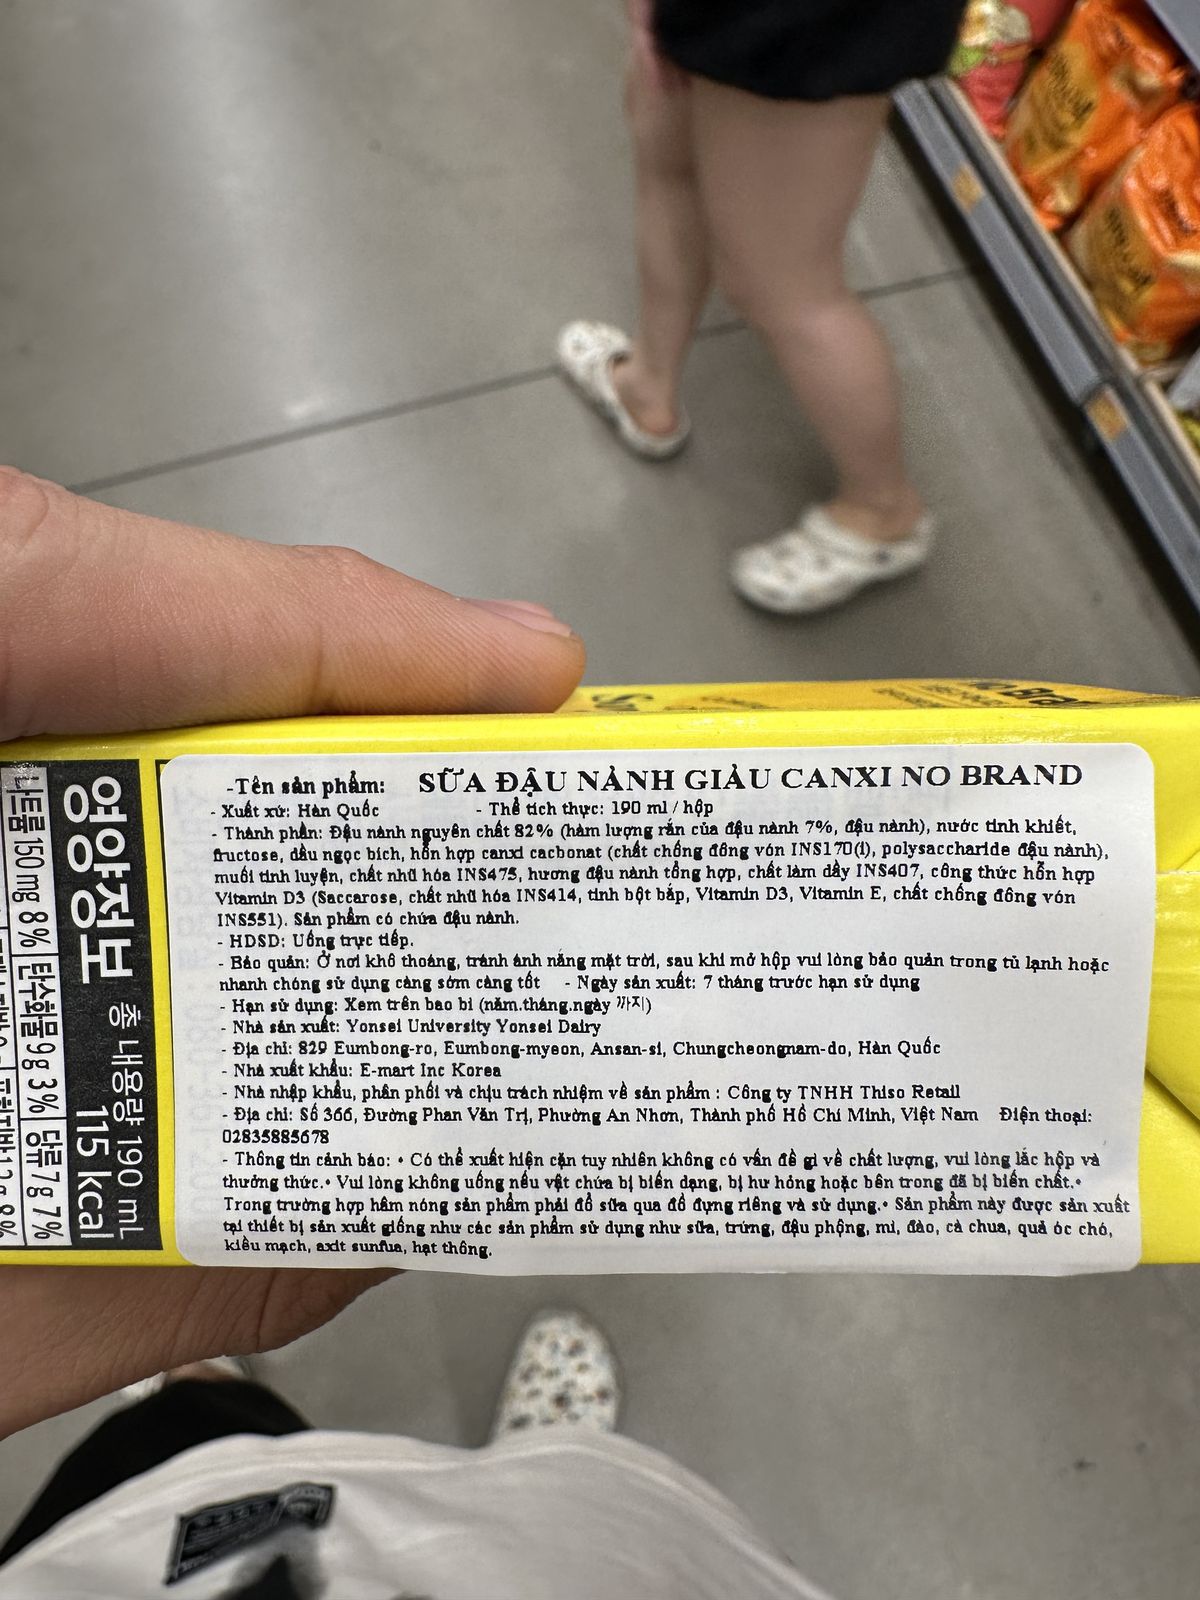 -Tên sản phẩm: SỮA ĐẬU NÀNH GIÀU CANXI NO BRAND
- Xuất xứ: Hàn Quốc - Thể tích thực: 190 ml / hộp
- Thành phần: Đậu nành nguyên chất 82% (hàm lượng rắn của đậu nành 7%, đậu nành), nước tinh khiết,
fructose, dầu ngọc bích, hỗn hợp canxi cacbonat (chất chống đông vón INS170(i), polysaccharide đậu nành),
muối tinh luyện, chất nhũ hóa INS475, hương đậu nành tổng hợp, chất làm dầy INS407, công thức hỗn hợp
Vitamin D3 (Saccarose, chất nhũ hóa INS414, tinh bột bắp, Vitamin D3, Vitamin E, chất chống đông vón
INS551). Sản phẩm có chứa đậu nành.
- HDSD: Uống trực tiếp.
- Bảo quản: Ở nơi khô thoáng, tránh ánh nắng mặt trời, sau khi mở hộp vui lòng bảo quản trong tủ lạnh hoặc
nhanh chóng sử dụng càng sớm càng tốt - Ngày sản xuất: 7 tháng trước hạn sử dụng
- Hạn sử dụng: Xem trên bao bì (năm.tháng.ngày 까지)
- Nhà sản xuất: Yonsei University Yonsei Dairy
- Địa chỉ: 829 Eumbong-ro, Eumbong-myeon, Ansan-si, Chungcheongnam-do, Hàn Quốc
- Nhà xuất khẩu: E-mart Inc Korea
- Nhà nhập khẩu, phân phối và chịu trách nhiệm về sản phẩm : Công ty TNHH Thiso Retail
- Địa chỉ: Số 366, Đường Phan Văn Trị, Phường An Nhơn, Thành phố Hồ Chí Minh, Việt Nam Điện thoại:
02835885678
- Thông tin cảnh báo: • Có thể xuất hiện cặn tuy nhiên không có vấn đề gì về chất lượng, vui lòng lắc hộp và
thưởng thức.• Vui lòng không uống nếu vật chứa bị biến dạng, bị hư hỏng hoặc bên trong đã bị biến chất.•
Trong trường hợp hâm nóng sản phẩm phải đổ sữa qua đồ đựng riêng và sử dụng.• Sản phẩm này được sản xuất
tại thiết bị sản xuất giống như các sản phẩm sử dụng như sữa, trứng, đậu phộng, mì, đào, cà chua, quả óc chó,
kiều mạch, axit sunfua, hạt thông.
영양정보 총 내용량 190 mL
115 kcal
나트륨 150 mg 8% 탄수화물 9 g 3% 당류 7 g 7%